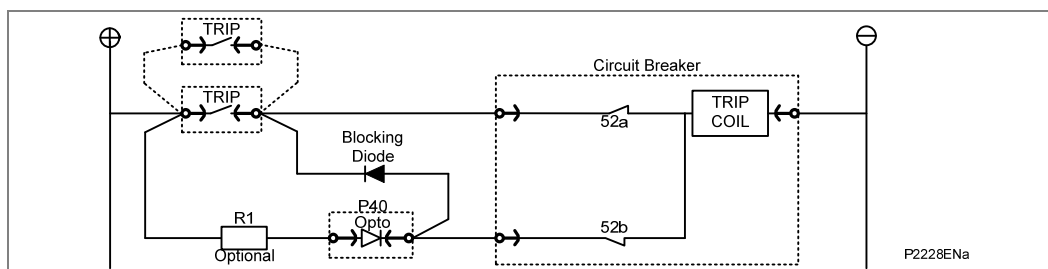 TRIP
TRIP
Circuit Breaker
TRIP
COIL
52a
Blocking
Diode
P40
Opto
R1
Optional
52b
P2228ENa